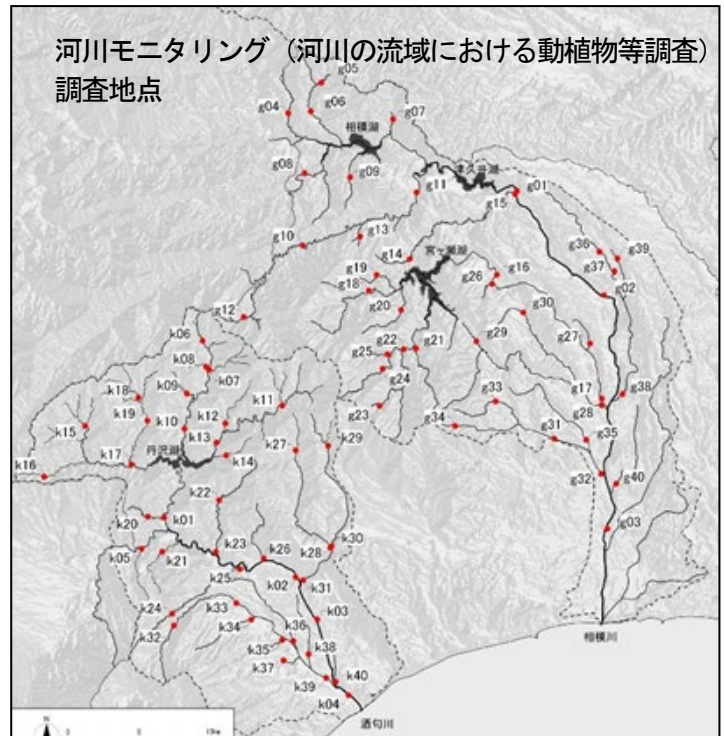 河川モニタリング（河川の流域における動植物等調査）
調査地点
g05
g04
g06
g07
相模湖
g08
g09
津久井湖
g11
g01
g15
g10
g13
g14
宮ヶ瀬湖
g36
g39
g37
g19
g18
g26
g16
g02
g12
g20
g30
k06
g22
g21
g29
g27
k08
g25
k07
g24
k18
k09
k11
g33
g17
g38
k19
k12
g23
g28
k15
k10
k13
g34
g31
g35
k27
k29
k17
丹沢湖
k14
k16
g32
g40
k22
k20
k01
g03
k05
k21
k23
k26
k28
k30
k25
k02
k31
k24
k33
k03
k32
k34
k36
相模川
k35
k38
k37
k39
k40
k04
酒匂川
N
0